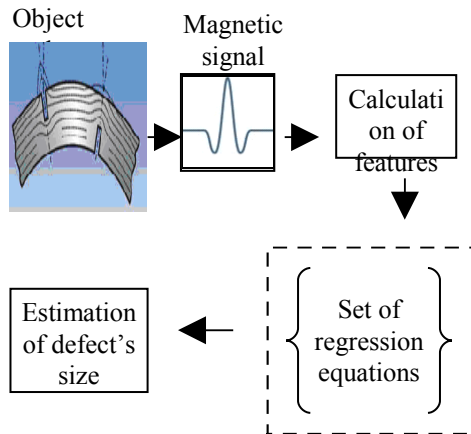 Object
Magnetic
signal
Calculati
on of
features
Set of
regression
equations
Estimation
of defect’s
size